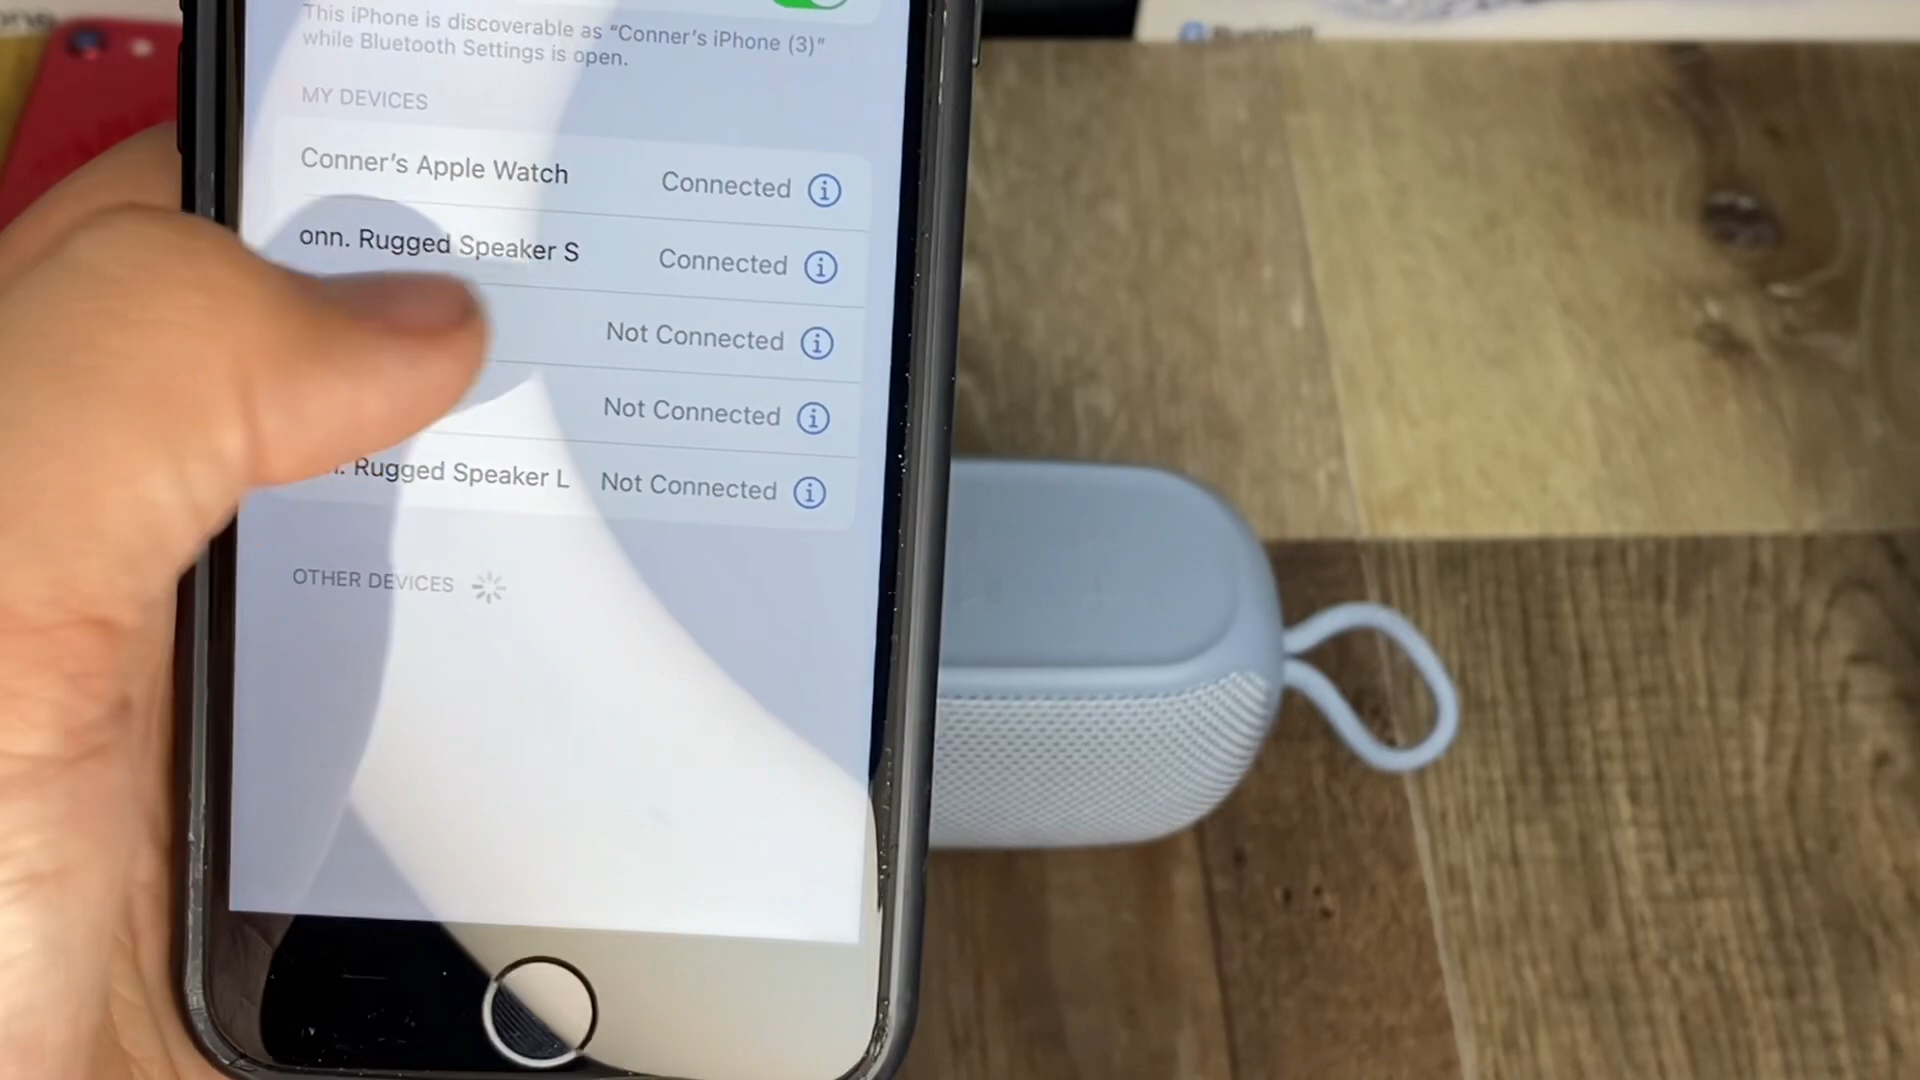 This iPhone is discoverable as “Conner’s iPhone (3)”
while Bluetooth Settings is open.
MY DEVICES
Conner’s Apple Watch Connected
onn. Rugged Speaker S Connected
Not Connected
Not Connected
Rugged Speaker L Not Connected
OTHER DEVICES